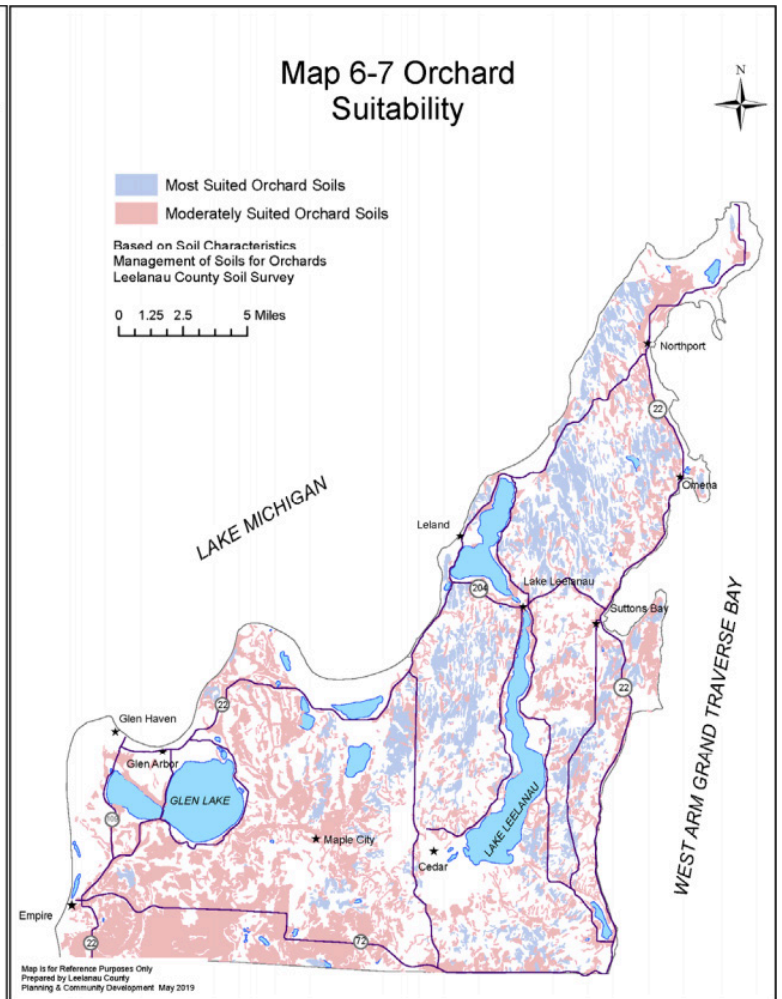 Map 6-7 Orchard
Suitability
N
Most Suited Orchard Soils
Moderately Suited Orchard Soils
Based on Soil Characteristics
Management of Soils for Orchards
Leelanau County Soil Survey
0 1.25 2.5 5 Miles
Northport
22
Omena
LAKE MICHIGAN
Leland
204
Lake Leelanau
Suttons Bay
22
WEST ARM GRAND TRAVERSE BAY
22
Glen Haven
Glen Arbor
GLEN LAKE
109
Maple City
LAKE LEELANAU
Cedar
Empire
22
72
Map is for Reference Purposes Only
Prepared by Leelanau County
Planning & Community Development May 2019